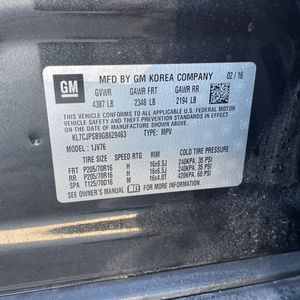 GM
MFD BY GM KOREA COMPANY 02/16
GVWR GAWR FRT GAWR RR
4387 LB 2348 LB 2194 LB
THIS VEHICLE CONFORMS TO ALL APPLICABLE U.S. FEDERAL MOTOR
VEHICLE SAFETY, BUMPER, AND THEFT PREVENTION STANDARDS IN
EFFECT ON THE DATE OF MANUFACTURE SHOWN ABOVE.
KL7CJPSB9GB629463 TYPE: MPV
MODEL: 1JV76
TIRE SIZE SPEED RTG RIM COLD TIRE PRESSURE
FRT P205/70R16 H 16x6.5J 240KPA, 35 PSI
RR P205/70R16 H 16x6.5J 240KPA, 35 PSI
SPA T125/70D16 M 16x4.0T 420KPA, 60 PSI
SEE OWNER'S MANUAL FOR ADDITIONAL INFORMATION.